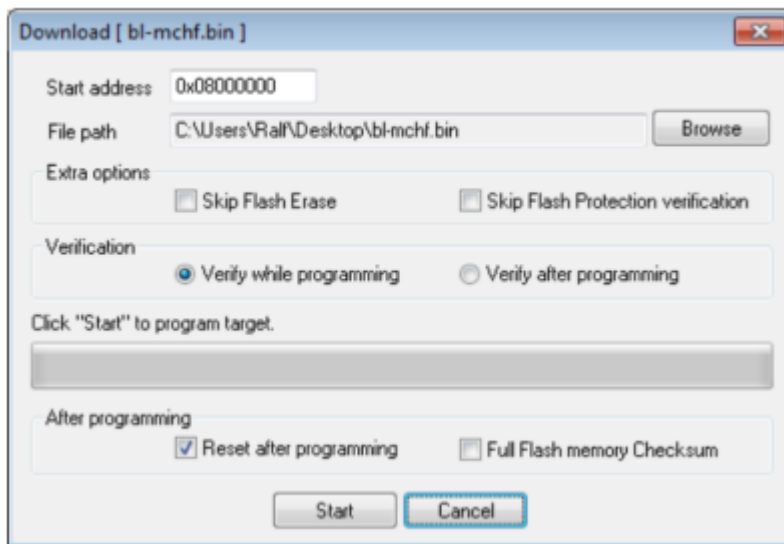 Download [ bl-mchf.bin ]
Start address 0x08000000
File path C:\Users\Ralf\Desktop\bl-mchf.bin Browse
Extra options
Skip Flash Erase Skip Flash Protection verification
Verification
Verify while programming Verify after programming
Click "Start" to program target.
After programming
Reset after programming Full Flash memory Checksum
Start Cancel